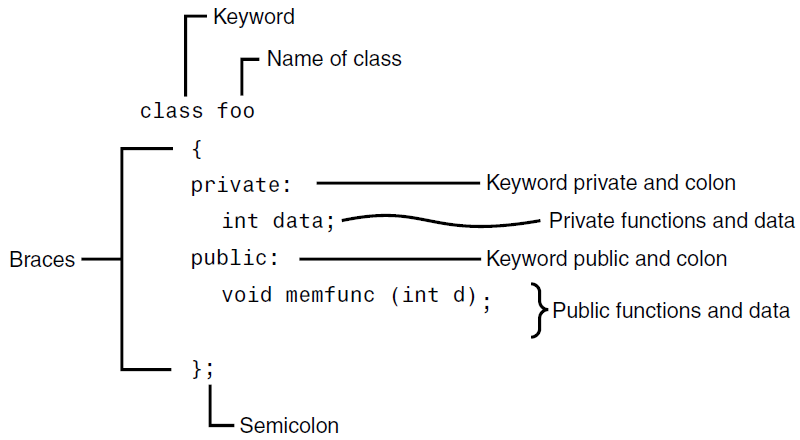 Keyword
Name of class
class foo
{
private: Keyword private and colon
int data; Private functions and data
Braces public: Keyword public and colon
void memfunc (int d); Public functions and data
};
Semicolon